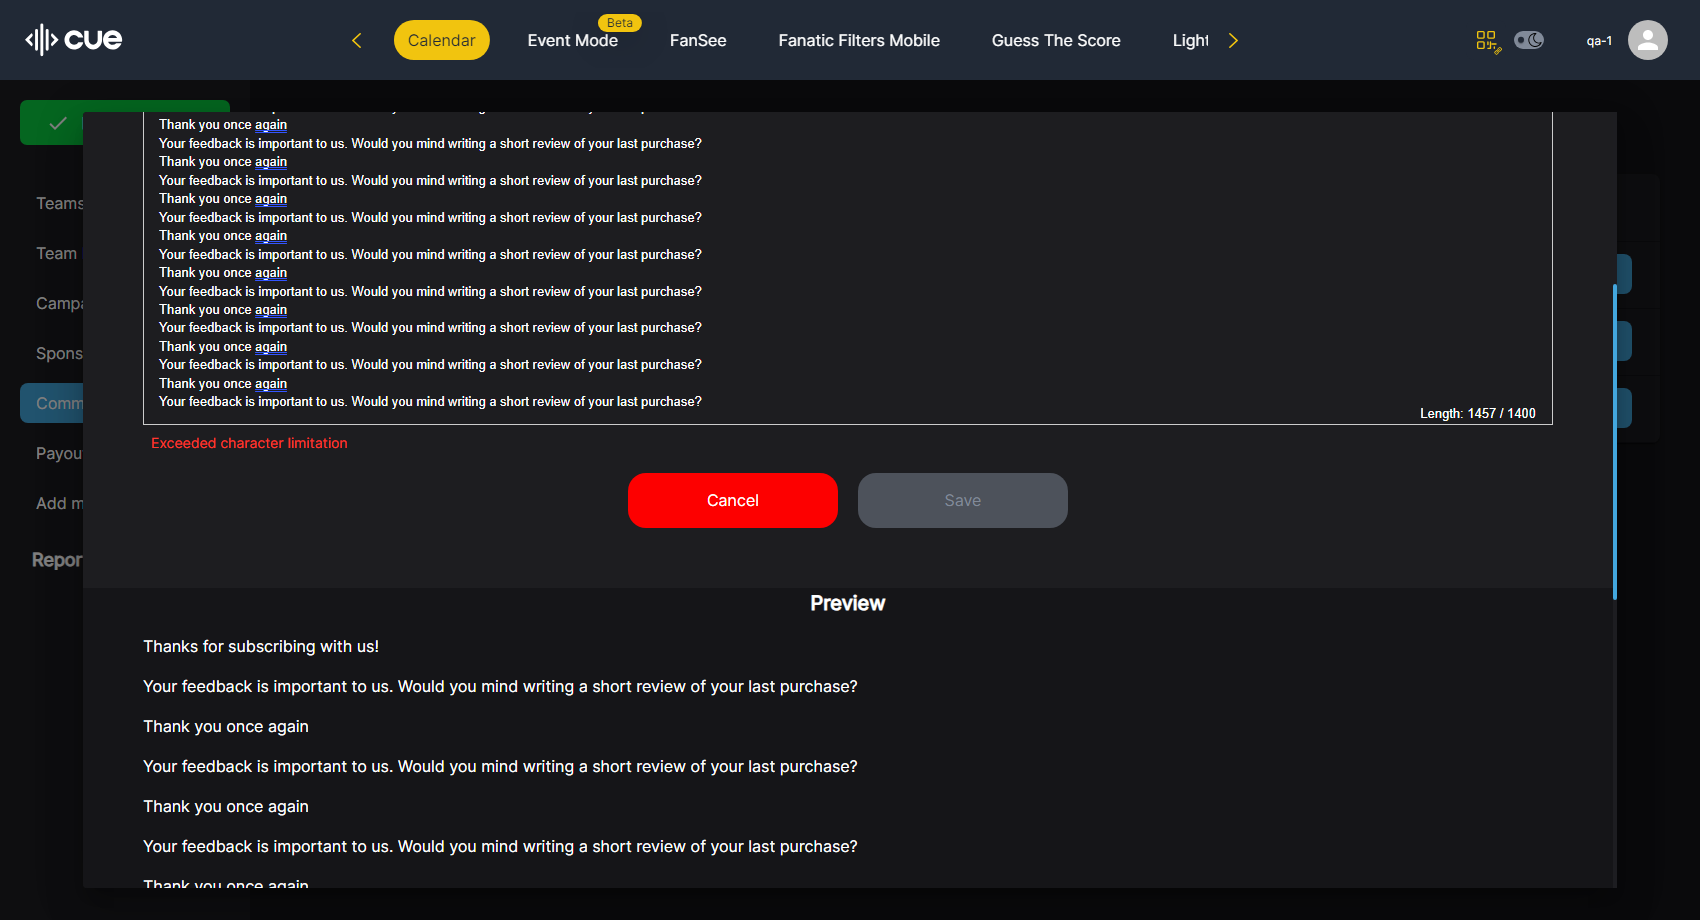 cue
Calendar
Event Mode
Beta
FanSee
Fanatic Filters Mobile
Guess The Score
Light
qa-1
Teams
Team
Campa
Spons
Comm
Payou
Add m
Repor
Thank you once again
Your feedback is important to us. Would you mind writing a short review of your last purchase?
Thank you once again
Your feedback is important to us. Would you mind writing a short review of your last purchase?
Thank you once again
Your feedback is important to us. Would you mind writing a short review of your last purchase?
Thank you once again
Your feedback is important to us. Would you mind writing a short review of your last purchase?
Thank you once again
Your feedback is important to us. Would you mind writing a short review of your last purchase?
Thank you once again
Your feedback is important to us. Would you mind writing a short review of your last purchase?
Thank you once again
Your feedback is important to us. Would you mind writing a short review of your last purchase?
Thank you once again
Your feedback is important to us. Would you mind writing a short review of your last purchase?
Length: 1457 / 1400
Exceeded character limitation
Cancel
Save
Preview
Thanks for subscribing with us!
Your feedback is important to us. Would you mind writing a short review of your last purchase?
Thank you once again
Your feedback is important to us. Would you mind writing a short review of your last purchase?
Thank you once again
Your feedback is important to us. Would you mind writing a short review of your last purchase?
Thank you once again